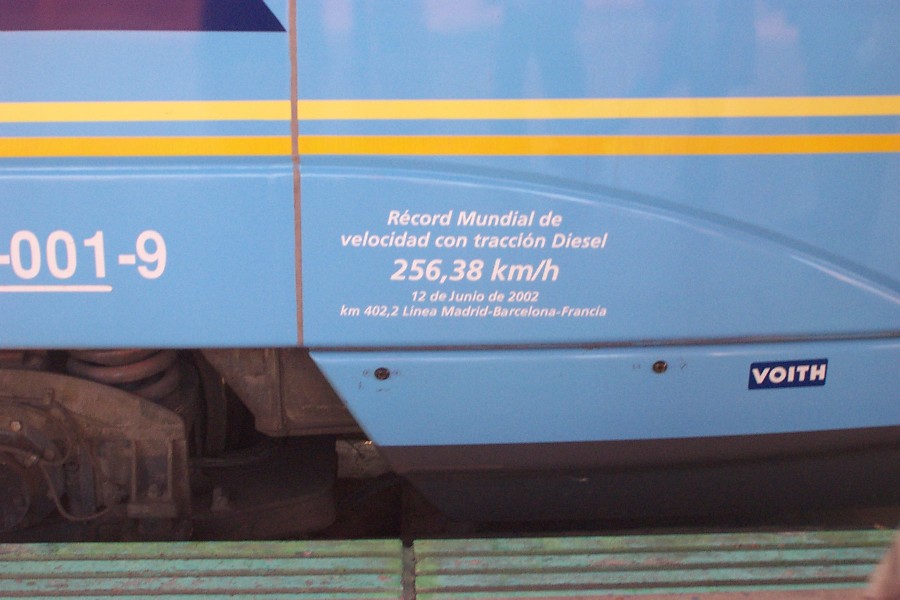 -001-9
Récord Mundial de
velocidad con tracción Diesel
256,38 km/h
12 de Junio de 2002
km 402,2 Linea Madrid-Barcelona-Francia
VOITH